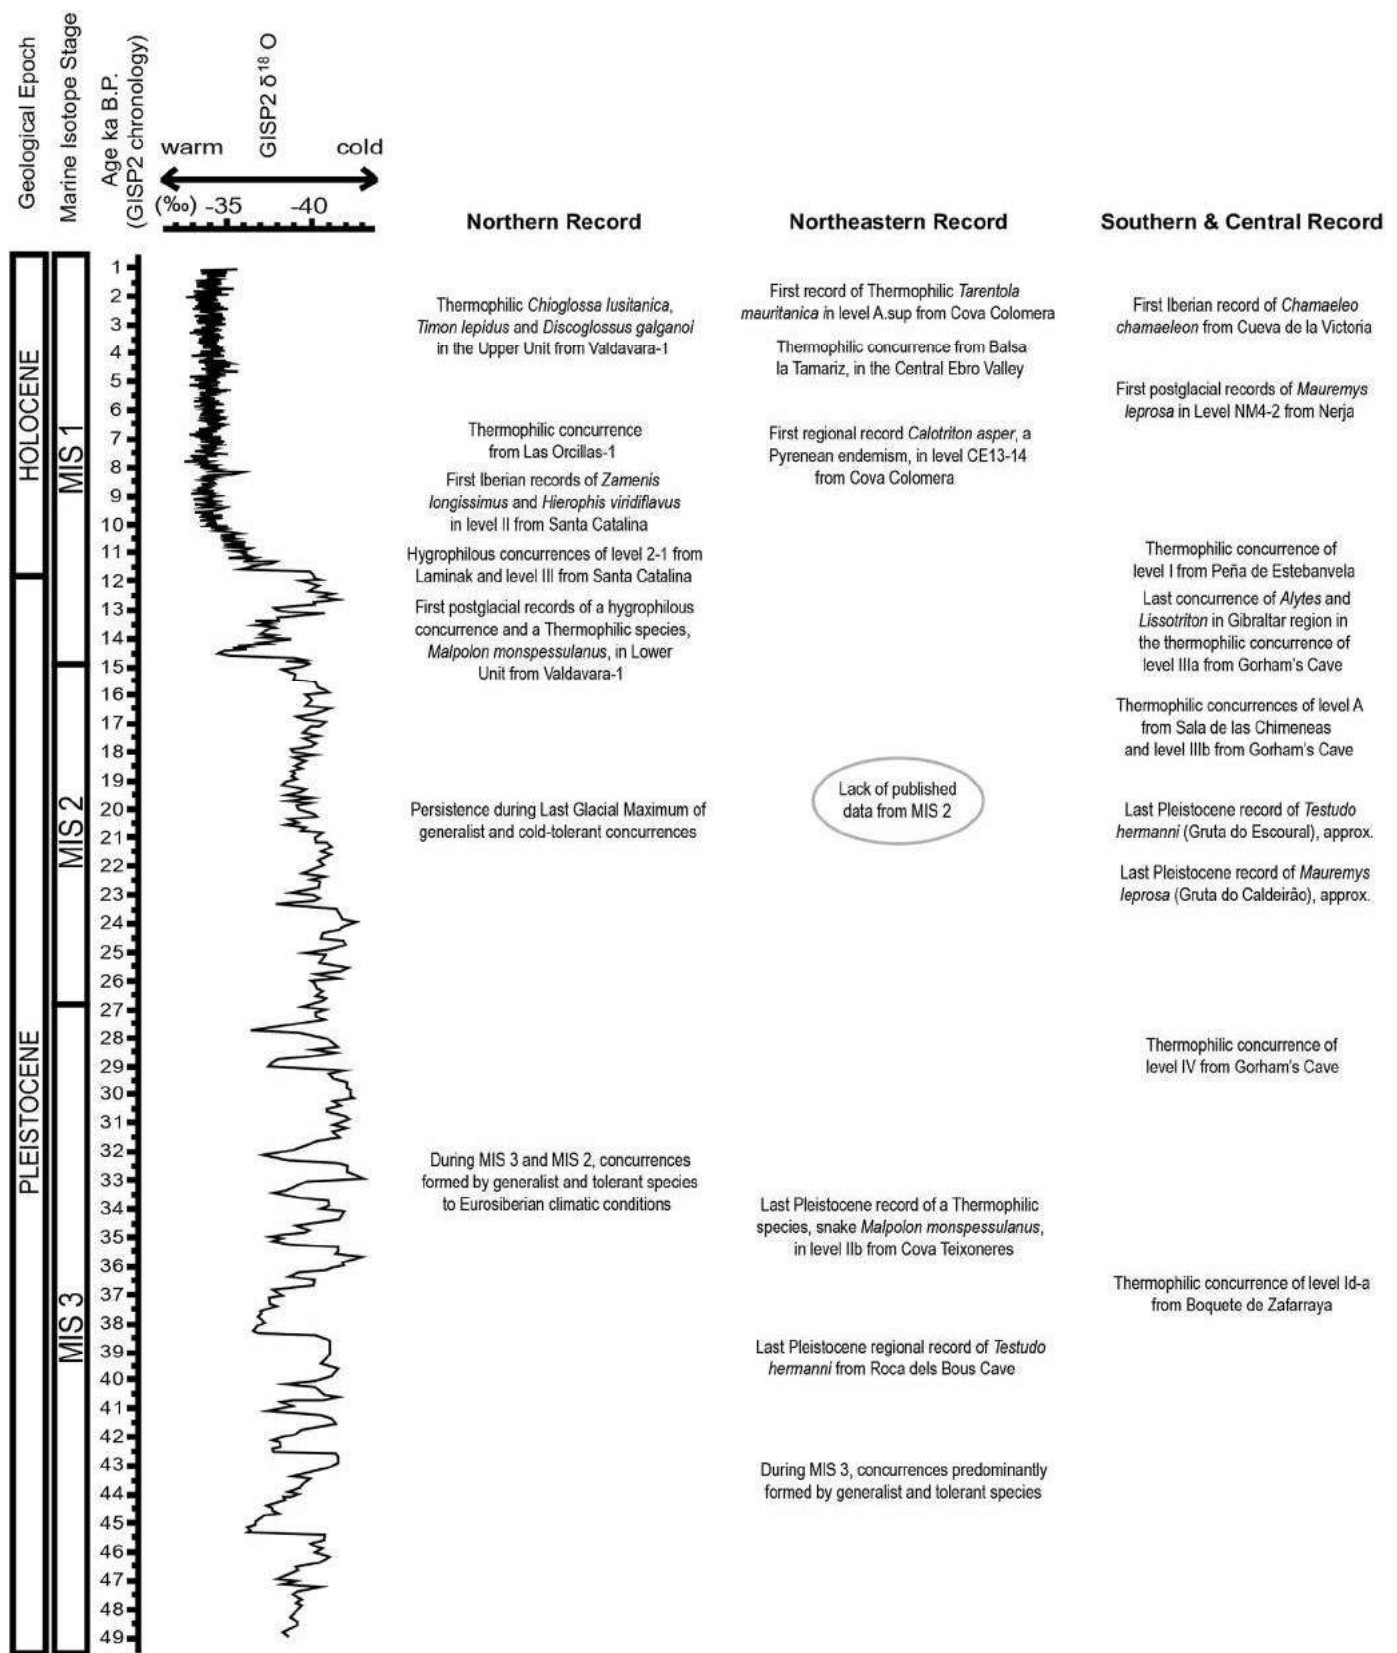 Geological Epoch
Marine Isotope Stage
Age ka B.P.
(GISP2 chronology)
GISP2 δ18 O
warm
cold
(‰) -35 -40
Northern Record
Northeastern Record
Southern & Central Record
HOLOCENE
PLEISTOCENE
MIS 1
MIS 2
MIS 3
1
2
3
4
5
6
7
8
9
10
11
12
13
14
15
16
17
18
19
20
21
22
23
24
25
26
27
28
29
30
31
32
33
34
35
36
37
38
39
40
41
42
43
44
45
46
47
48
49
Thermophilic Chioglossa lusitanica,
Timon lepidus and Discoglossus galganoi
in the Upper Unit from Valdavara-1
Thermophilic concurrence
from Las Orcillas-1
First Iberian records of Zamenis
longissimus and Hierophis viridiflavus
in level II from Santa Catalina
Hygrophilous concurrences of level 2-1 from
Laminak and level III from Santa Catalina
First postglacial records of a hygrophilous
concurrence and a Thermophilic species,
Malpolon monspessulanus, in Lower
Unit from Valdavara-1
Persistence during Last Glacial Maximum of
generalist and cold-tolerant concurrences
During MIS 3 and MIS 2, concurrences
formed by generalist and tolerant species
to Eurosiberian climatic conditions
First record of Thermophilic Tarentola
mauritanica in level A.sup from Cova Colomera
Thermophilic concurrence from Balsa
la Tamariz, in the Central Ebro Valley
First regional record Calotriton asper, a
Pyrenean endemism, in level CE13-14
from Cova Colomera
Lack of published
data from MIS 2
Last Pleistocene record of a Thermophilic
species, snake Malpolon monspessulanus,
in level IIb from Cova Teixoneres
Last Pleistocene regional record of Testudo
hermanni from Roca dels Bous Cave
During MIS 3, concurrences predominantly
formed by generalist and tolerant species
First Iberian record of Chamaeleo
chamaeleon from Cueva de la Victoria
First postglacial records of Mauremys
leprosa in Level NM4-2 from Nerja
Thermophilic concurrence of
level I from Peña de Estebanvela
Last concurrence of Alytes and
Lissotriton in Gibraltar region in
the thermophilic concurrence of
level IIIa from Gorham's Cave
Thermophilic concurrences of level A
from Sala de las Chimeneas
and level IIIb from Gorham's Cave
Last Pleistocene record of Testudo
hermanni (Gruta do Escoural), approx.
Last Pleistocene record of Mauremys
leprosa (Gruta do Caldeirâo), approx.
Thermophilic concurrence of
level IV from Gorham's Cave
Thermophilic concurrence of level Id-a
from Boquete de Zafarraya